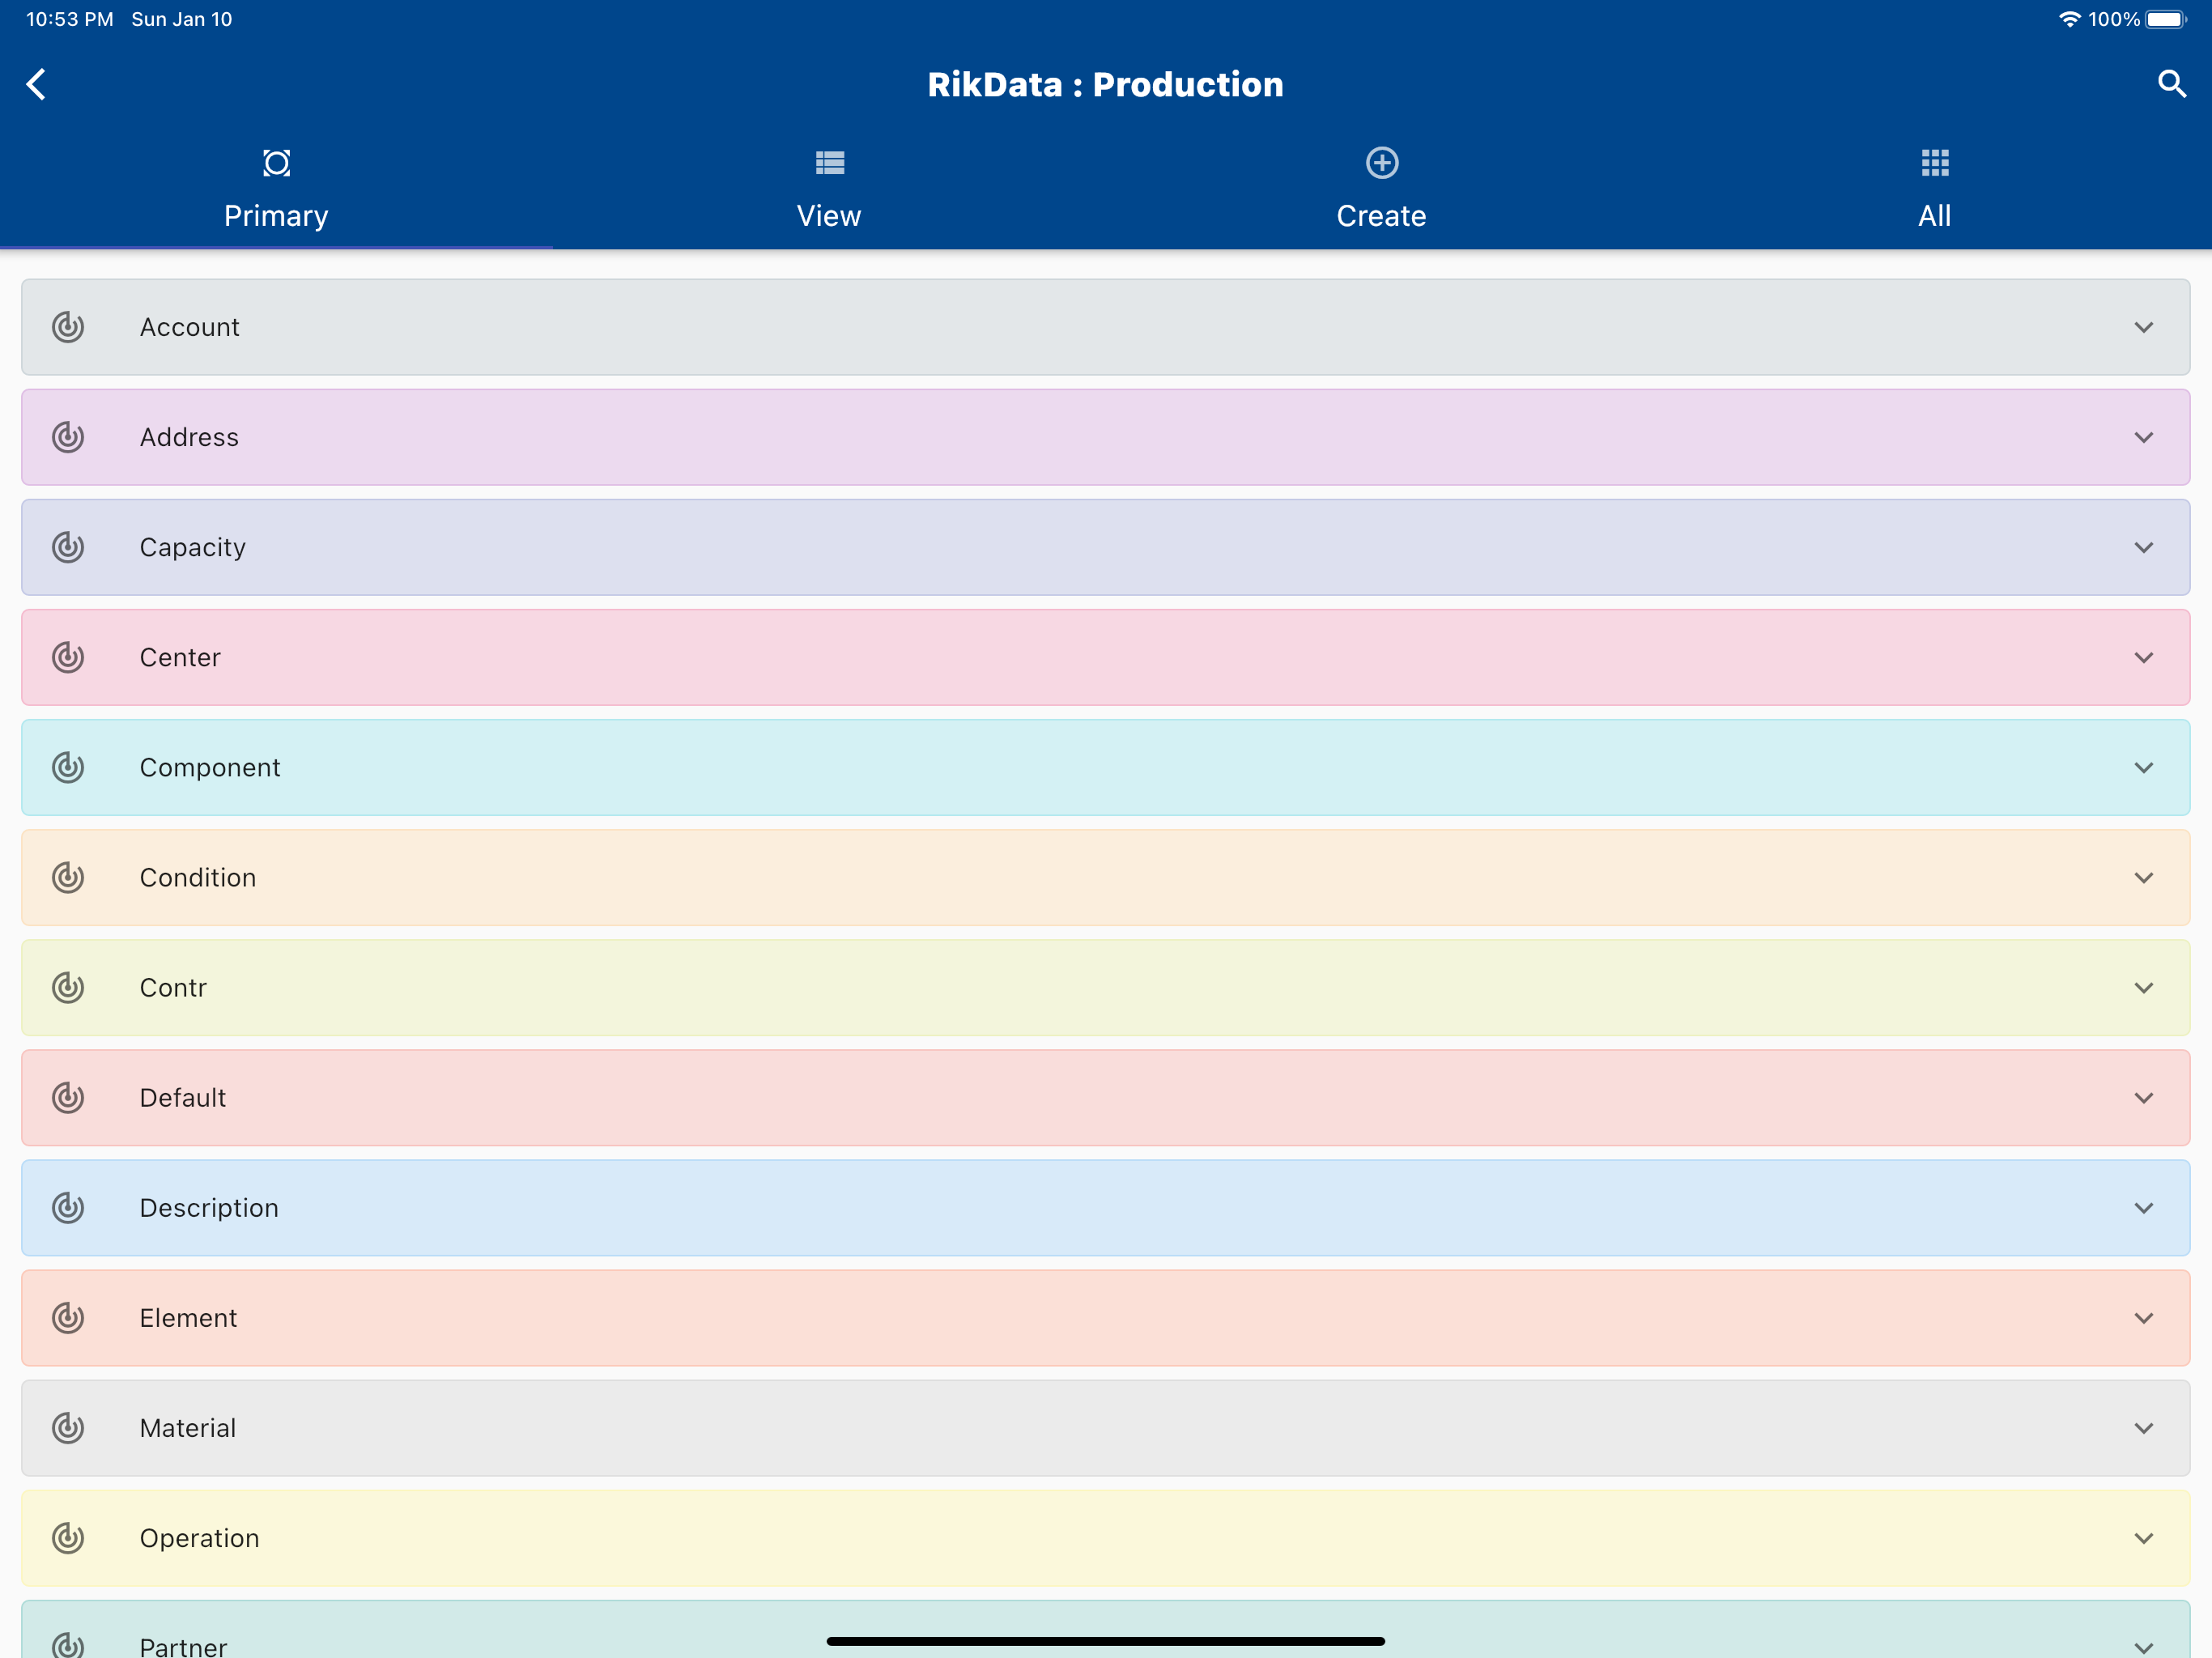 10:53 PM Sun Jan 10 100%
RikData : Production
Primary View Create All
Account
Address
Capacity
Center
Component
Condition
Contr
Default
Description
Element
Material
Operation
Partner